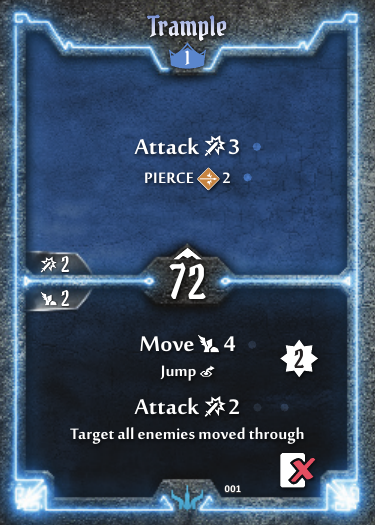 Trample
1
Attack 3
PIERCE 2
2
72
2
Move 4
Jump
2
Attack 2
Target all enemies moved through
001